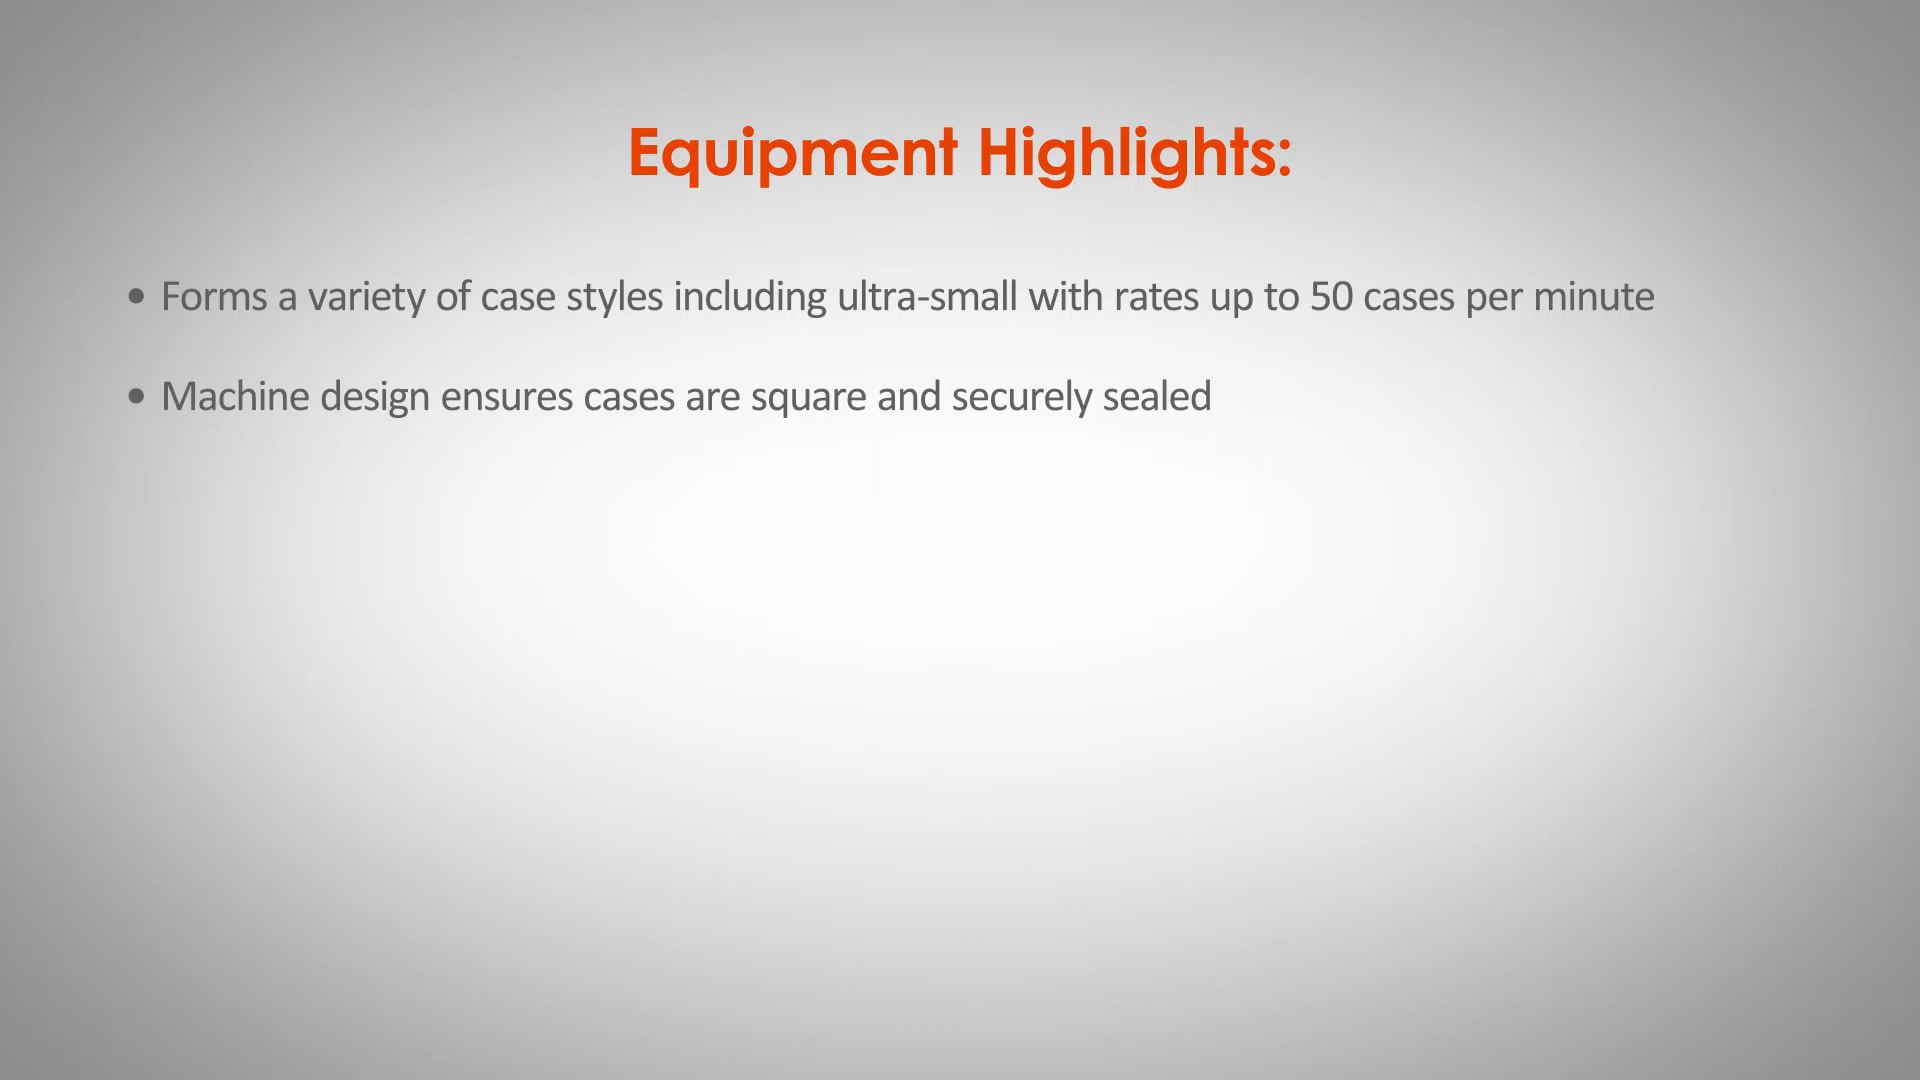 Equipment Highlights:
• Forms a variety of case styles including ultra-small with rates up to 50 cases per minute
• Machine design ensures cases are square and securely sealed